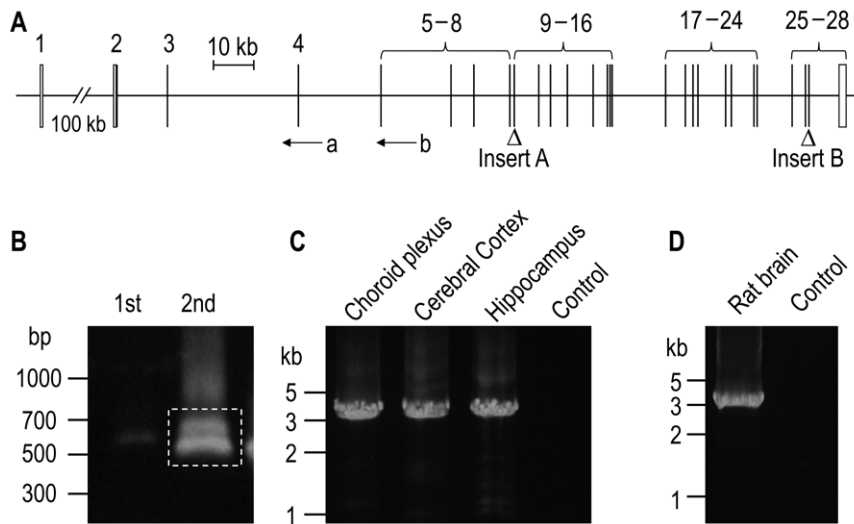 A
1 2 3 10 kb 4 5–8 9–16 17–24 25–28
100 kb
a b
Δ Δ
Insert A Insert B
B
1st 2nd
bp
1000
700
500
300
C
Choroid plexus
Cerebral Cortex
Hippocampus
Control
kb
5
3
2
1
D
Rat brain
Control
kb
5
3
2
1